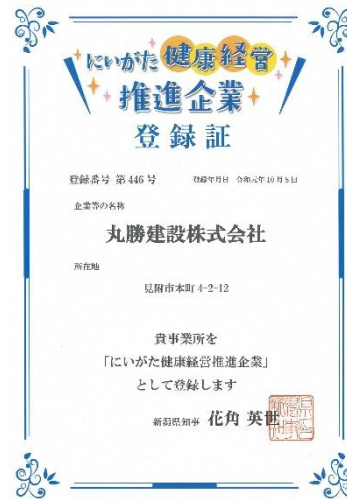 にいがた 健康経営
推進企業
登録証
登録番号 第446号 登録年月日 令和元年10月8日
企業等の名称
丸勝建設株式会社
所在地
見附市本町4-2-12
貴事業所を
「にいがた健康経営推進企業」
として登録します
新潟県知事 花角 英世